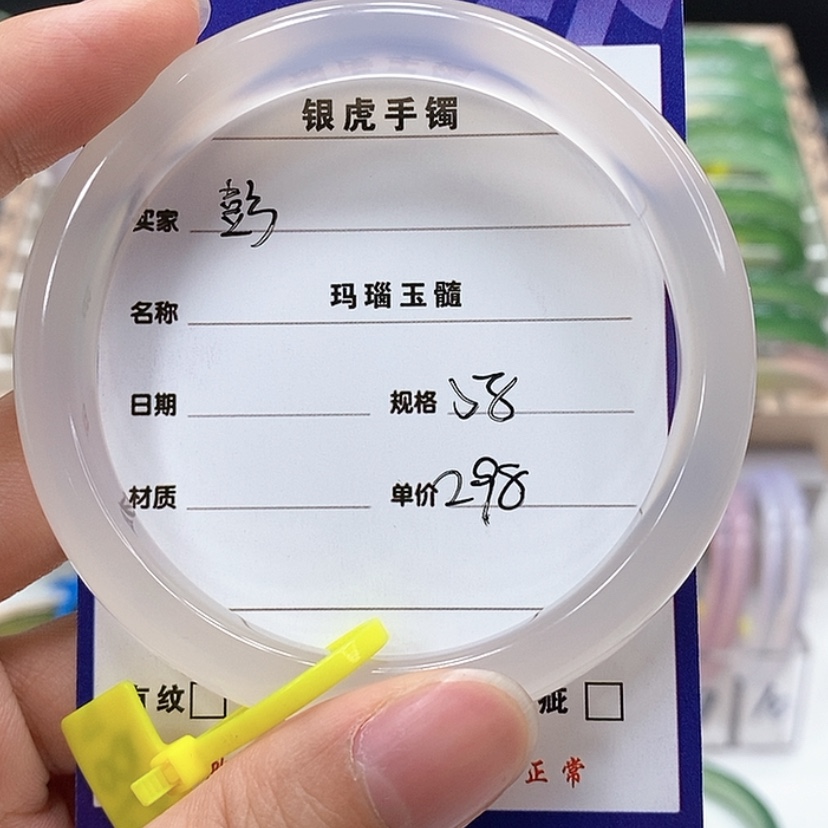 银虎手镯
买家 彭
名称 玛瑙玉髓
日期 规格 58
材质 单价 298
纹 疵
正常